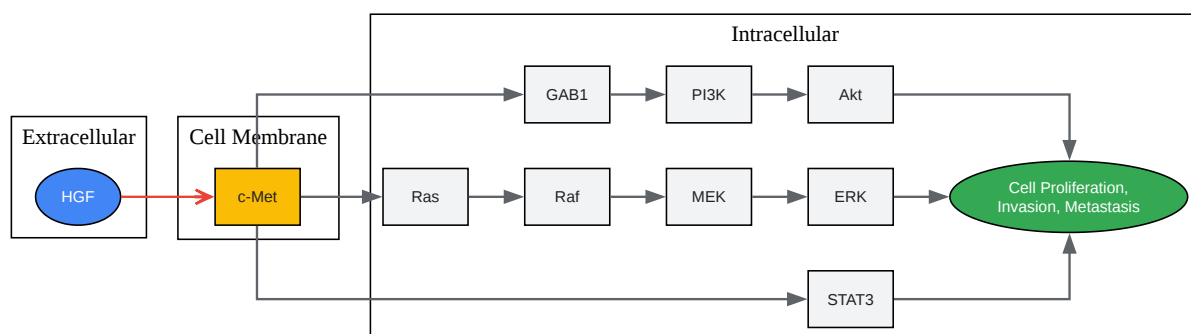 Intracellular
GAB1
PI3K
Akt
Extracellular
Cell Membrane
HGF
c-Met
Ras
Raf
MEK
ERK
Cell Proliferation,
Invasion, Metastasis
STAT3